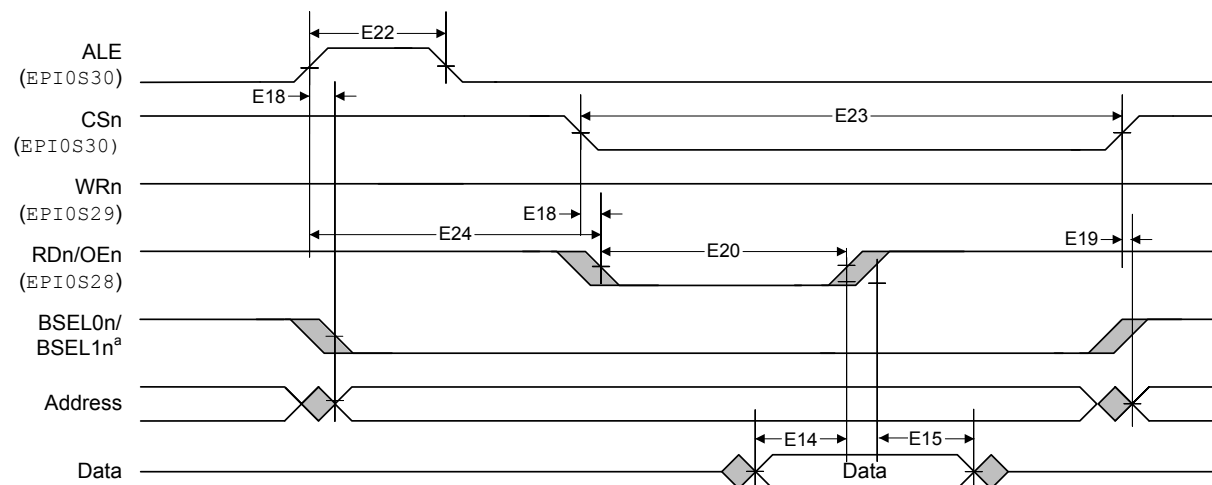 ALE
(EPI0S30)
E22
E18
CSn
(EPI0S30)
E23
WRn
(EPI0S29)
E18
E24
E19
RDn/OEn
(EPI0S28)
E20
BSEL0n/
BSEL1nª
Address
E14
E15
Data
Data